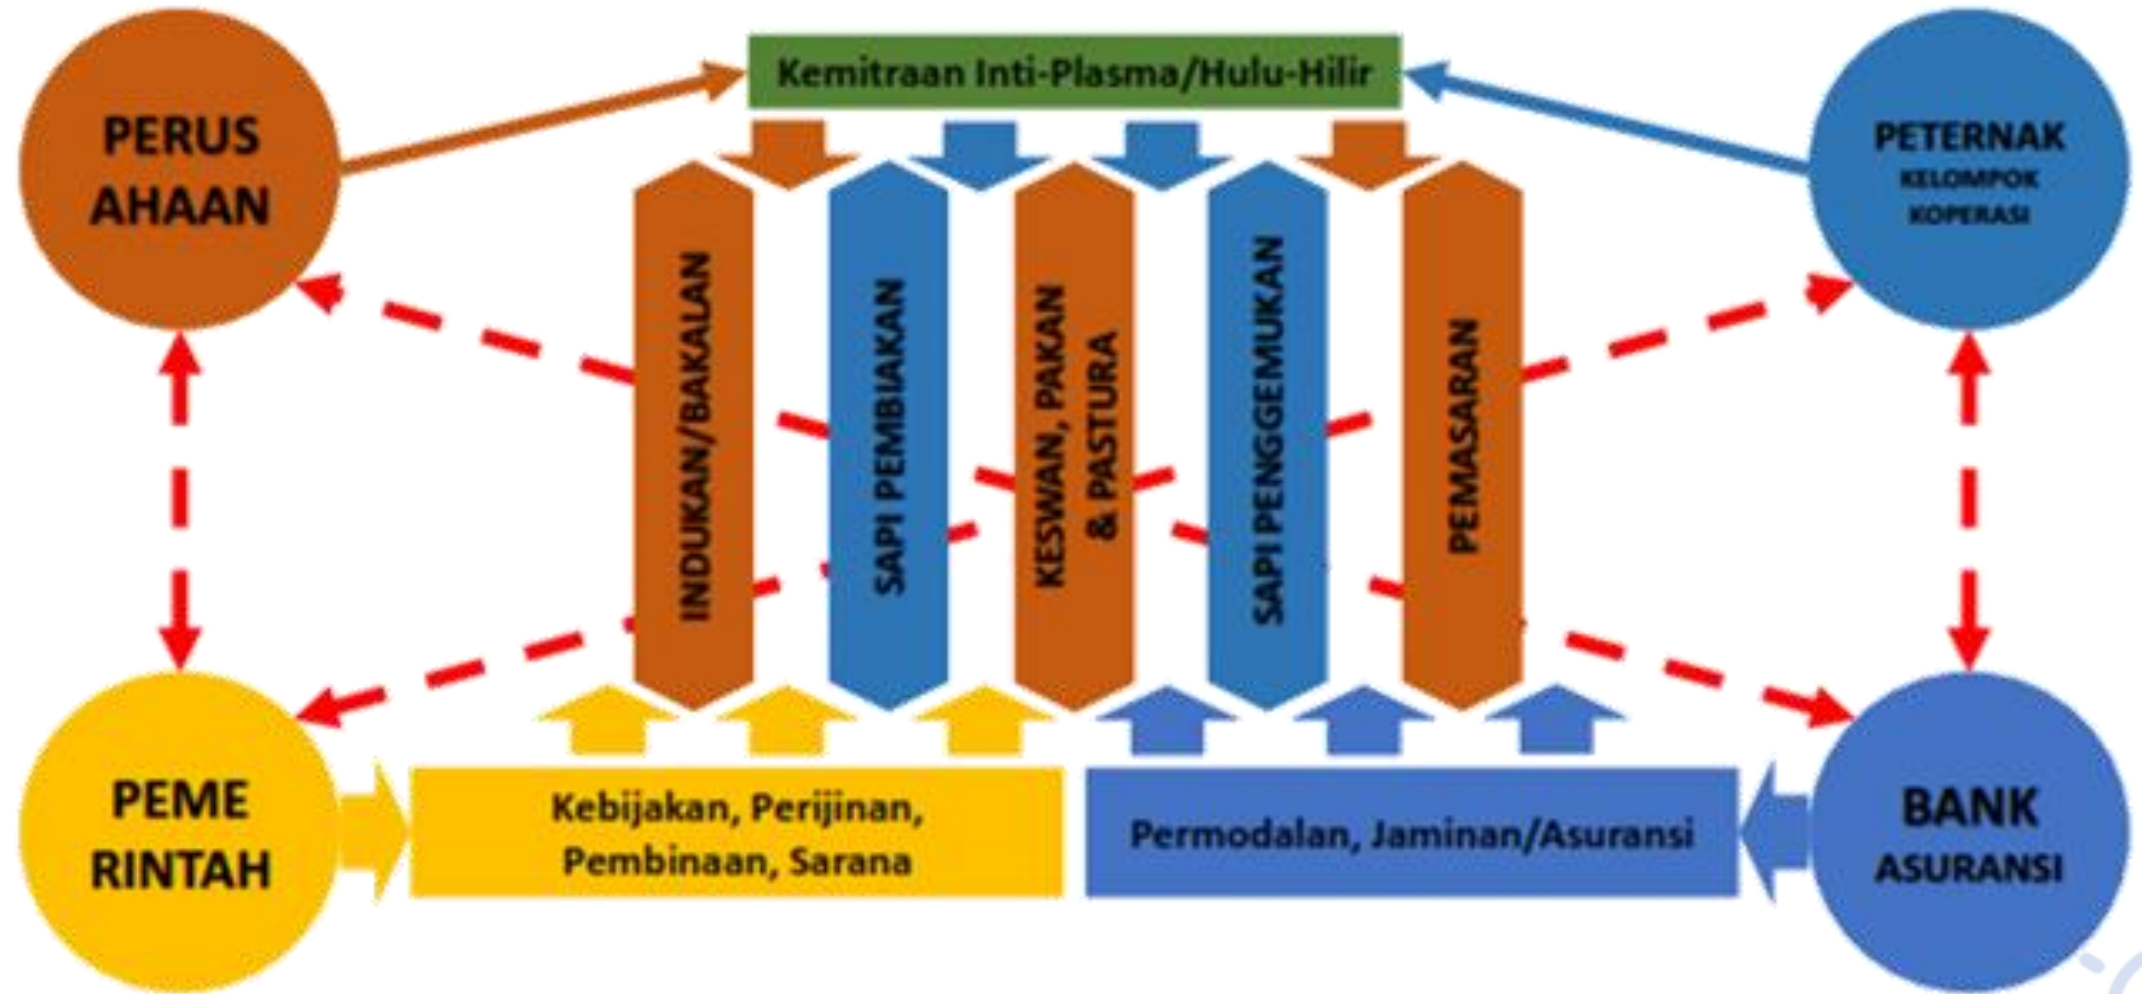 PERUS
AHAAN
Kemitraan Inti-Plasma/Hulu-Hilir
PETERNAK
KELOMPOK
KOPERASI
INDUKAN/BAKALAN
SAPI PEMBIAKAN
KESWAN, PAKAN
& PASTURA
SAPI PENGGEMUKAN
PEMASARAN
PEME
RINTAH
Kebijakan, Perijinan,
Pembinaan, Sarana
Permodalan, Jaminan/Asuransi
BANK
ASURANSI